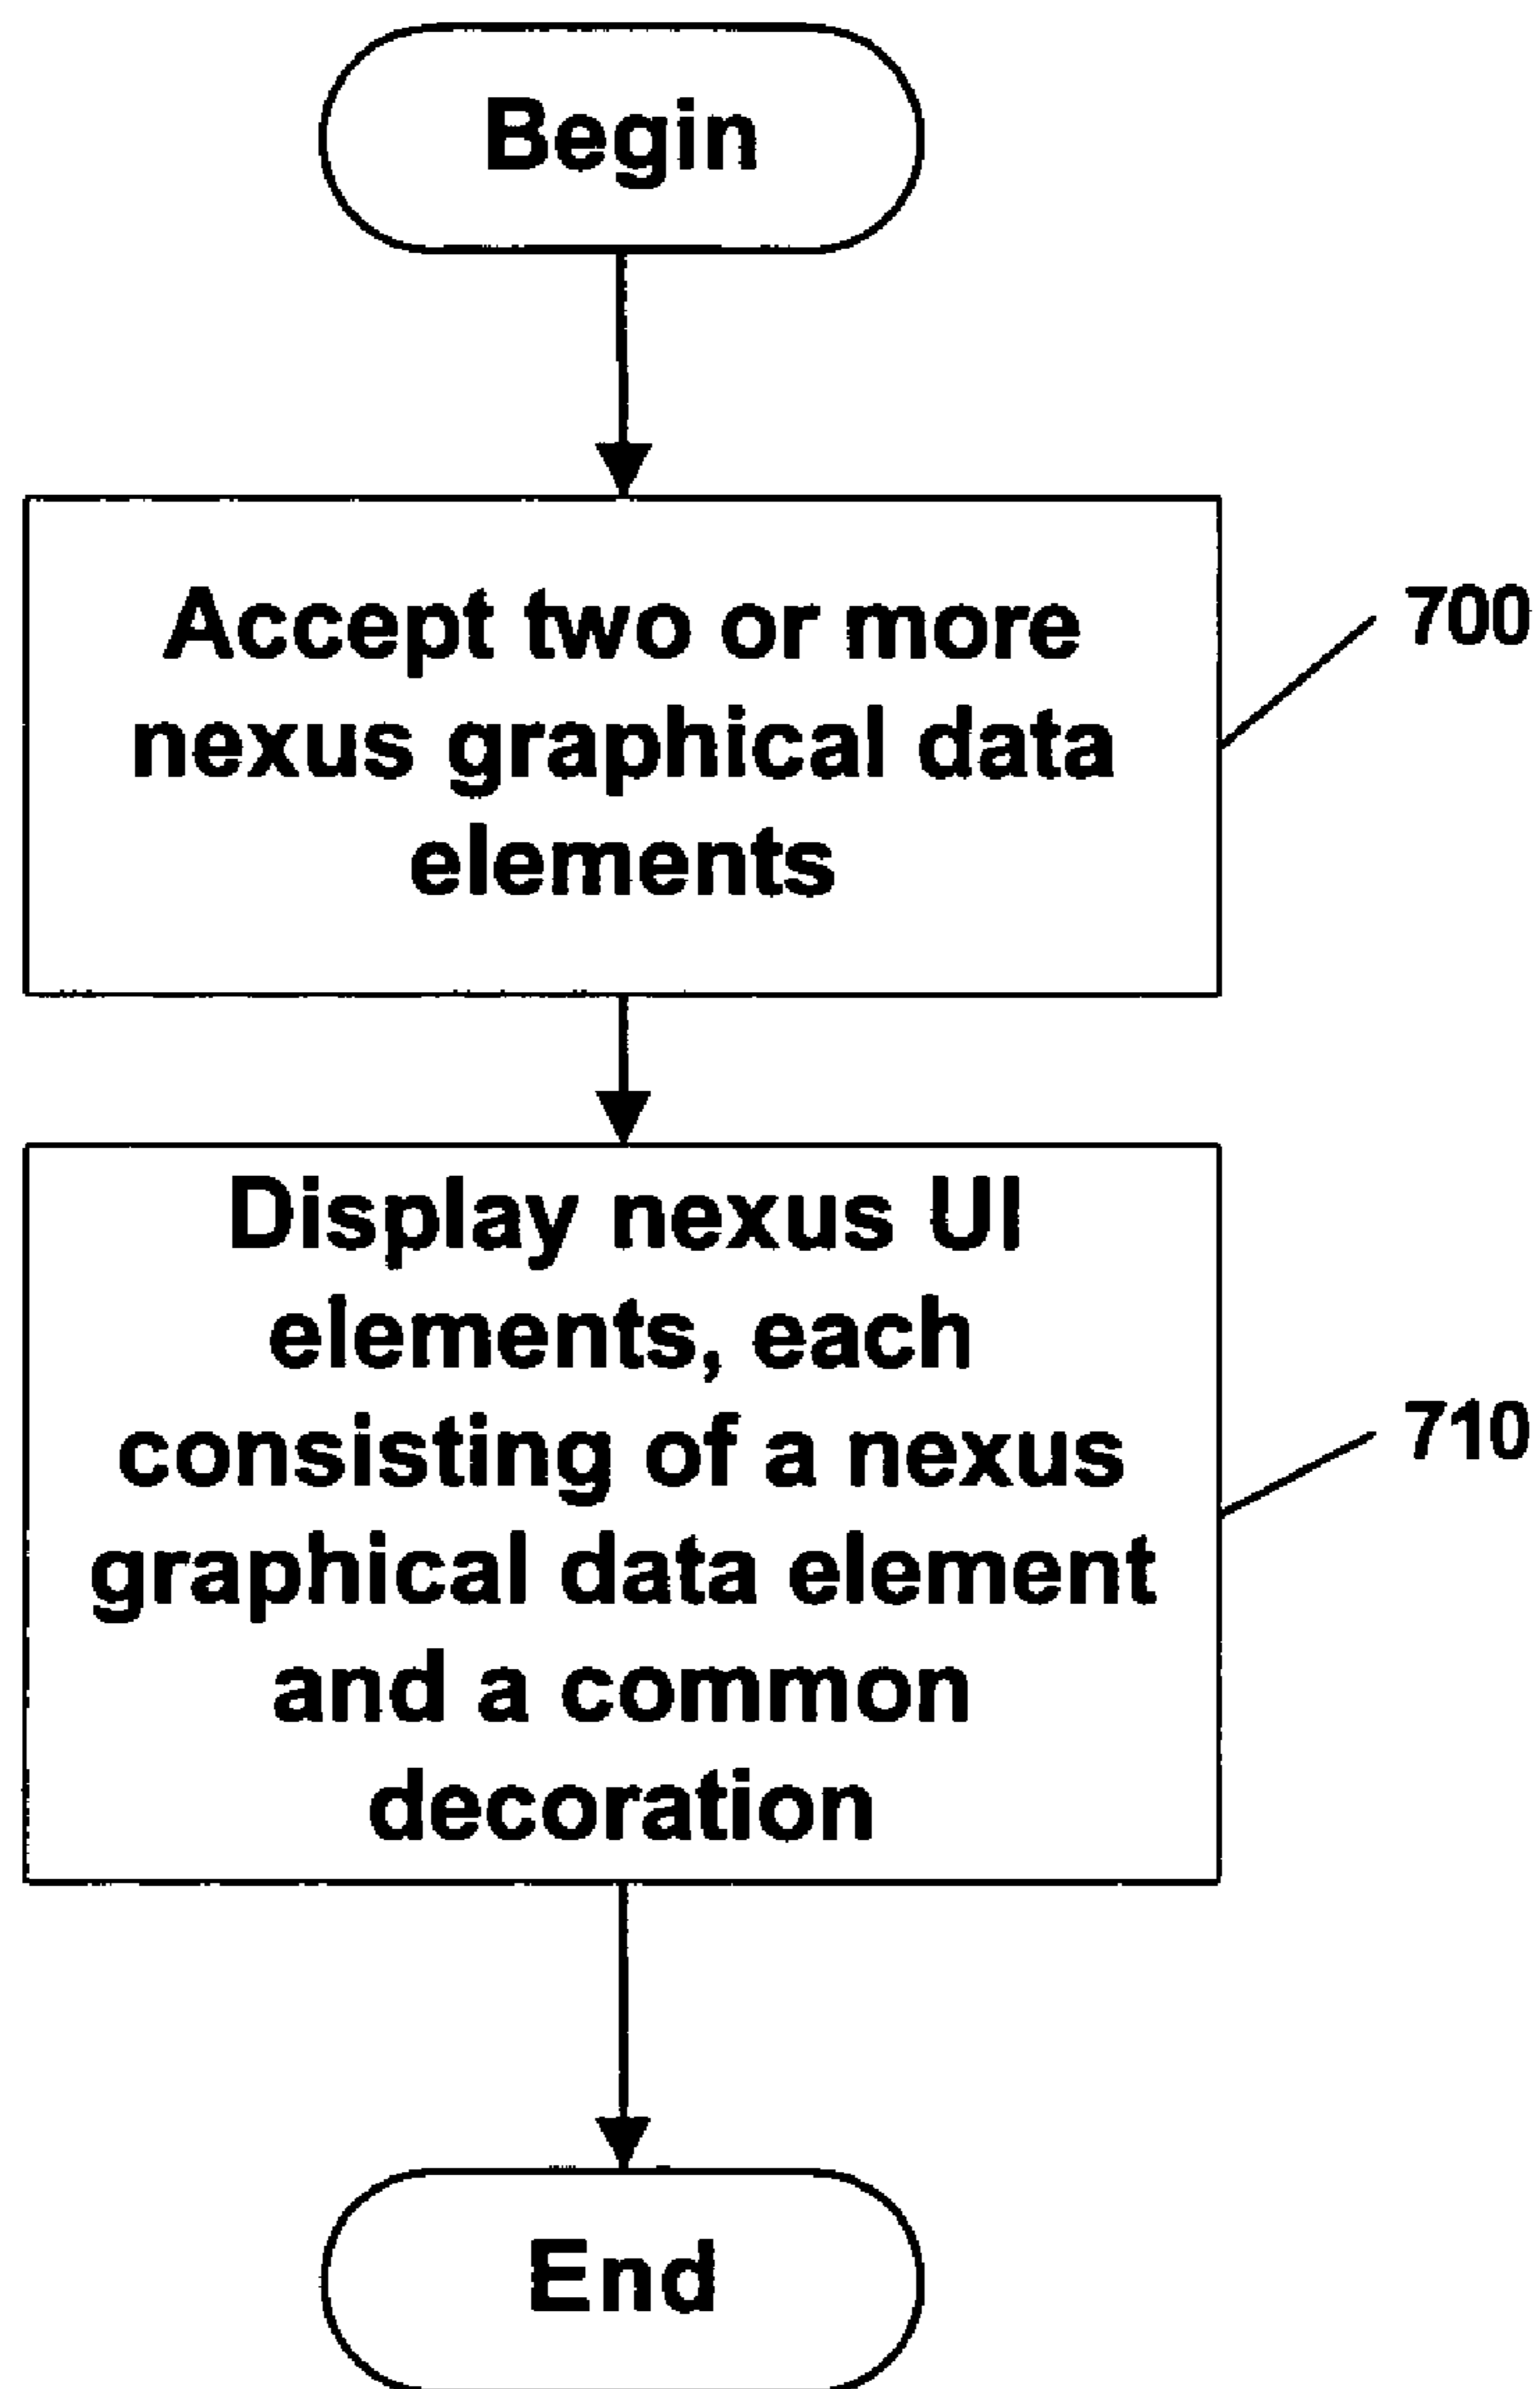 Begin
Accept two or more
nexus graphical data
elements
700
Display nexus UI
elements, each
consisting of a nexus
graphical data element
and a common
decoration
710
End